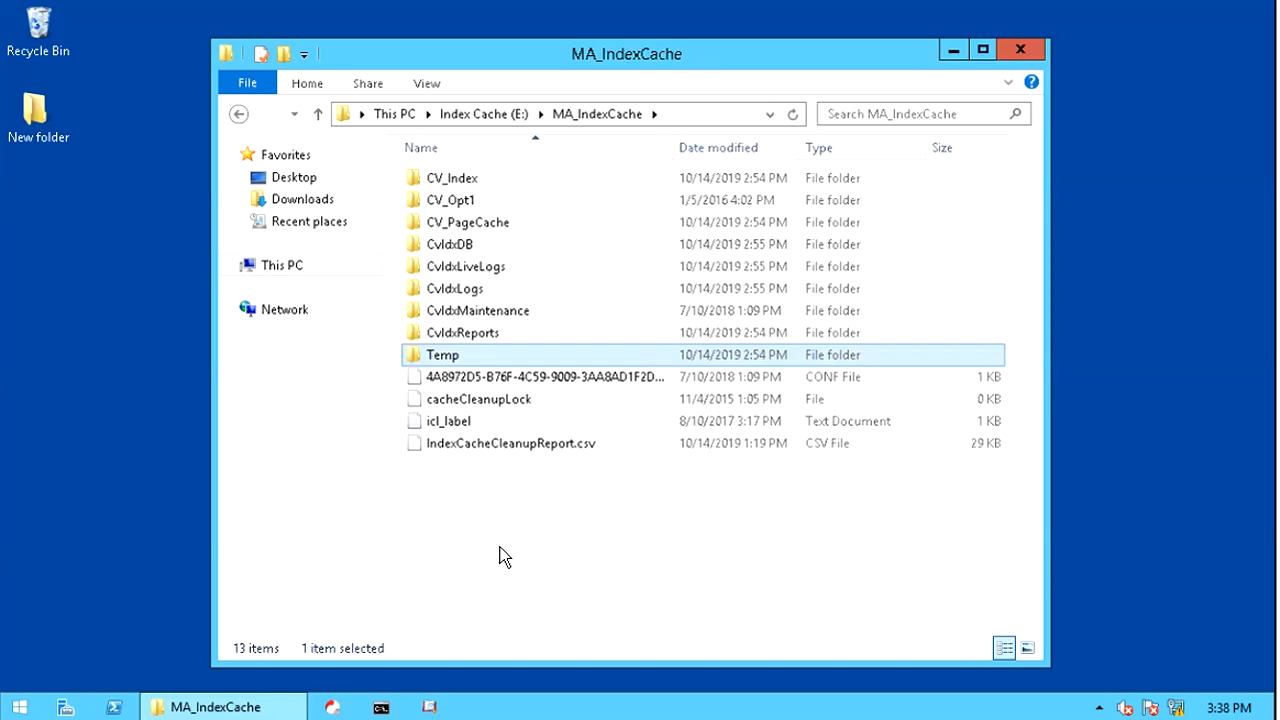 Recycle Bin
New folder
MA_IndexCache
File Home Share View
This PC Index Cache (E:) MA_IndexCache
Search MA_IndexCache
Name Date modified Type Size
Favorites
Desktop
Downloads
Recent places
This PC
Network
CV_Index 10/14/2019 2:54 PM File folder
CV_Opt1 1/5/2016 4:02 PM File folder
CV_PageCache 10/14/2019 2:54 PM File folder
CvIdxDB 10/14/2019 2:55 PM File folder
CvIdxLiveLogs 10/14/2019 2:55 PM File folder
CvIdxLogs 10/14/2019 2:55 PM File folder
CvIdxMaintenance 7/10/2018 1:09 PM File folder
CvIdxReports 10/14/2019 2:54 PM File folder
Temp 10/14/2019 2:54 PM File folder
4A8972D5-B76F-4C59-9009-3AA8AD1F2D... 7/10/2018 1:09 PM CONF File 1 KB
cacheCleanupLock 11/4/2015 1:05 PM File 0 KB
icl_label 8/10/2017 3:17 PM Text Document 1 KB
IndexCacheCleanupReport.csv 10/14/2019 1:19 PM CSV File 29 KB
13 items 1 item selected
MA_IndexCache
3:38 PM